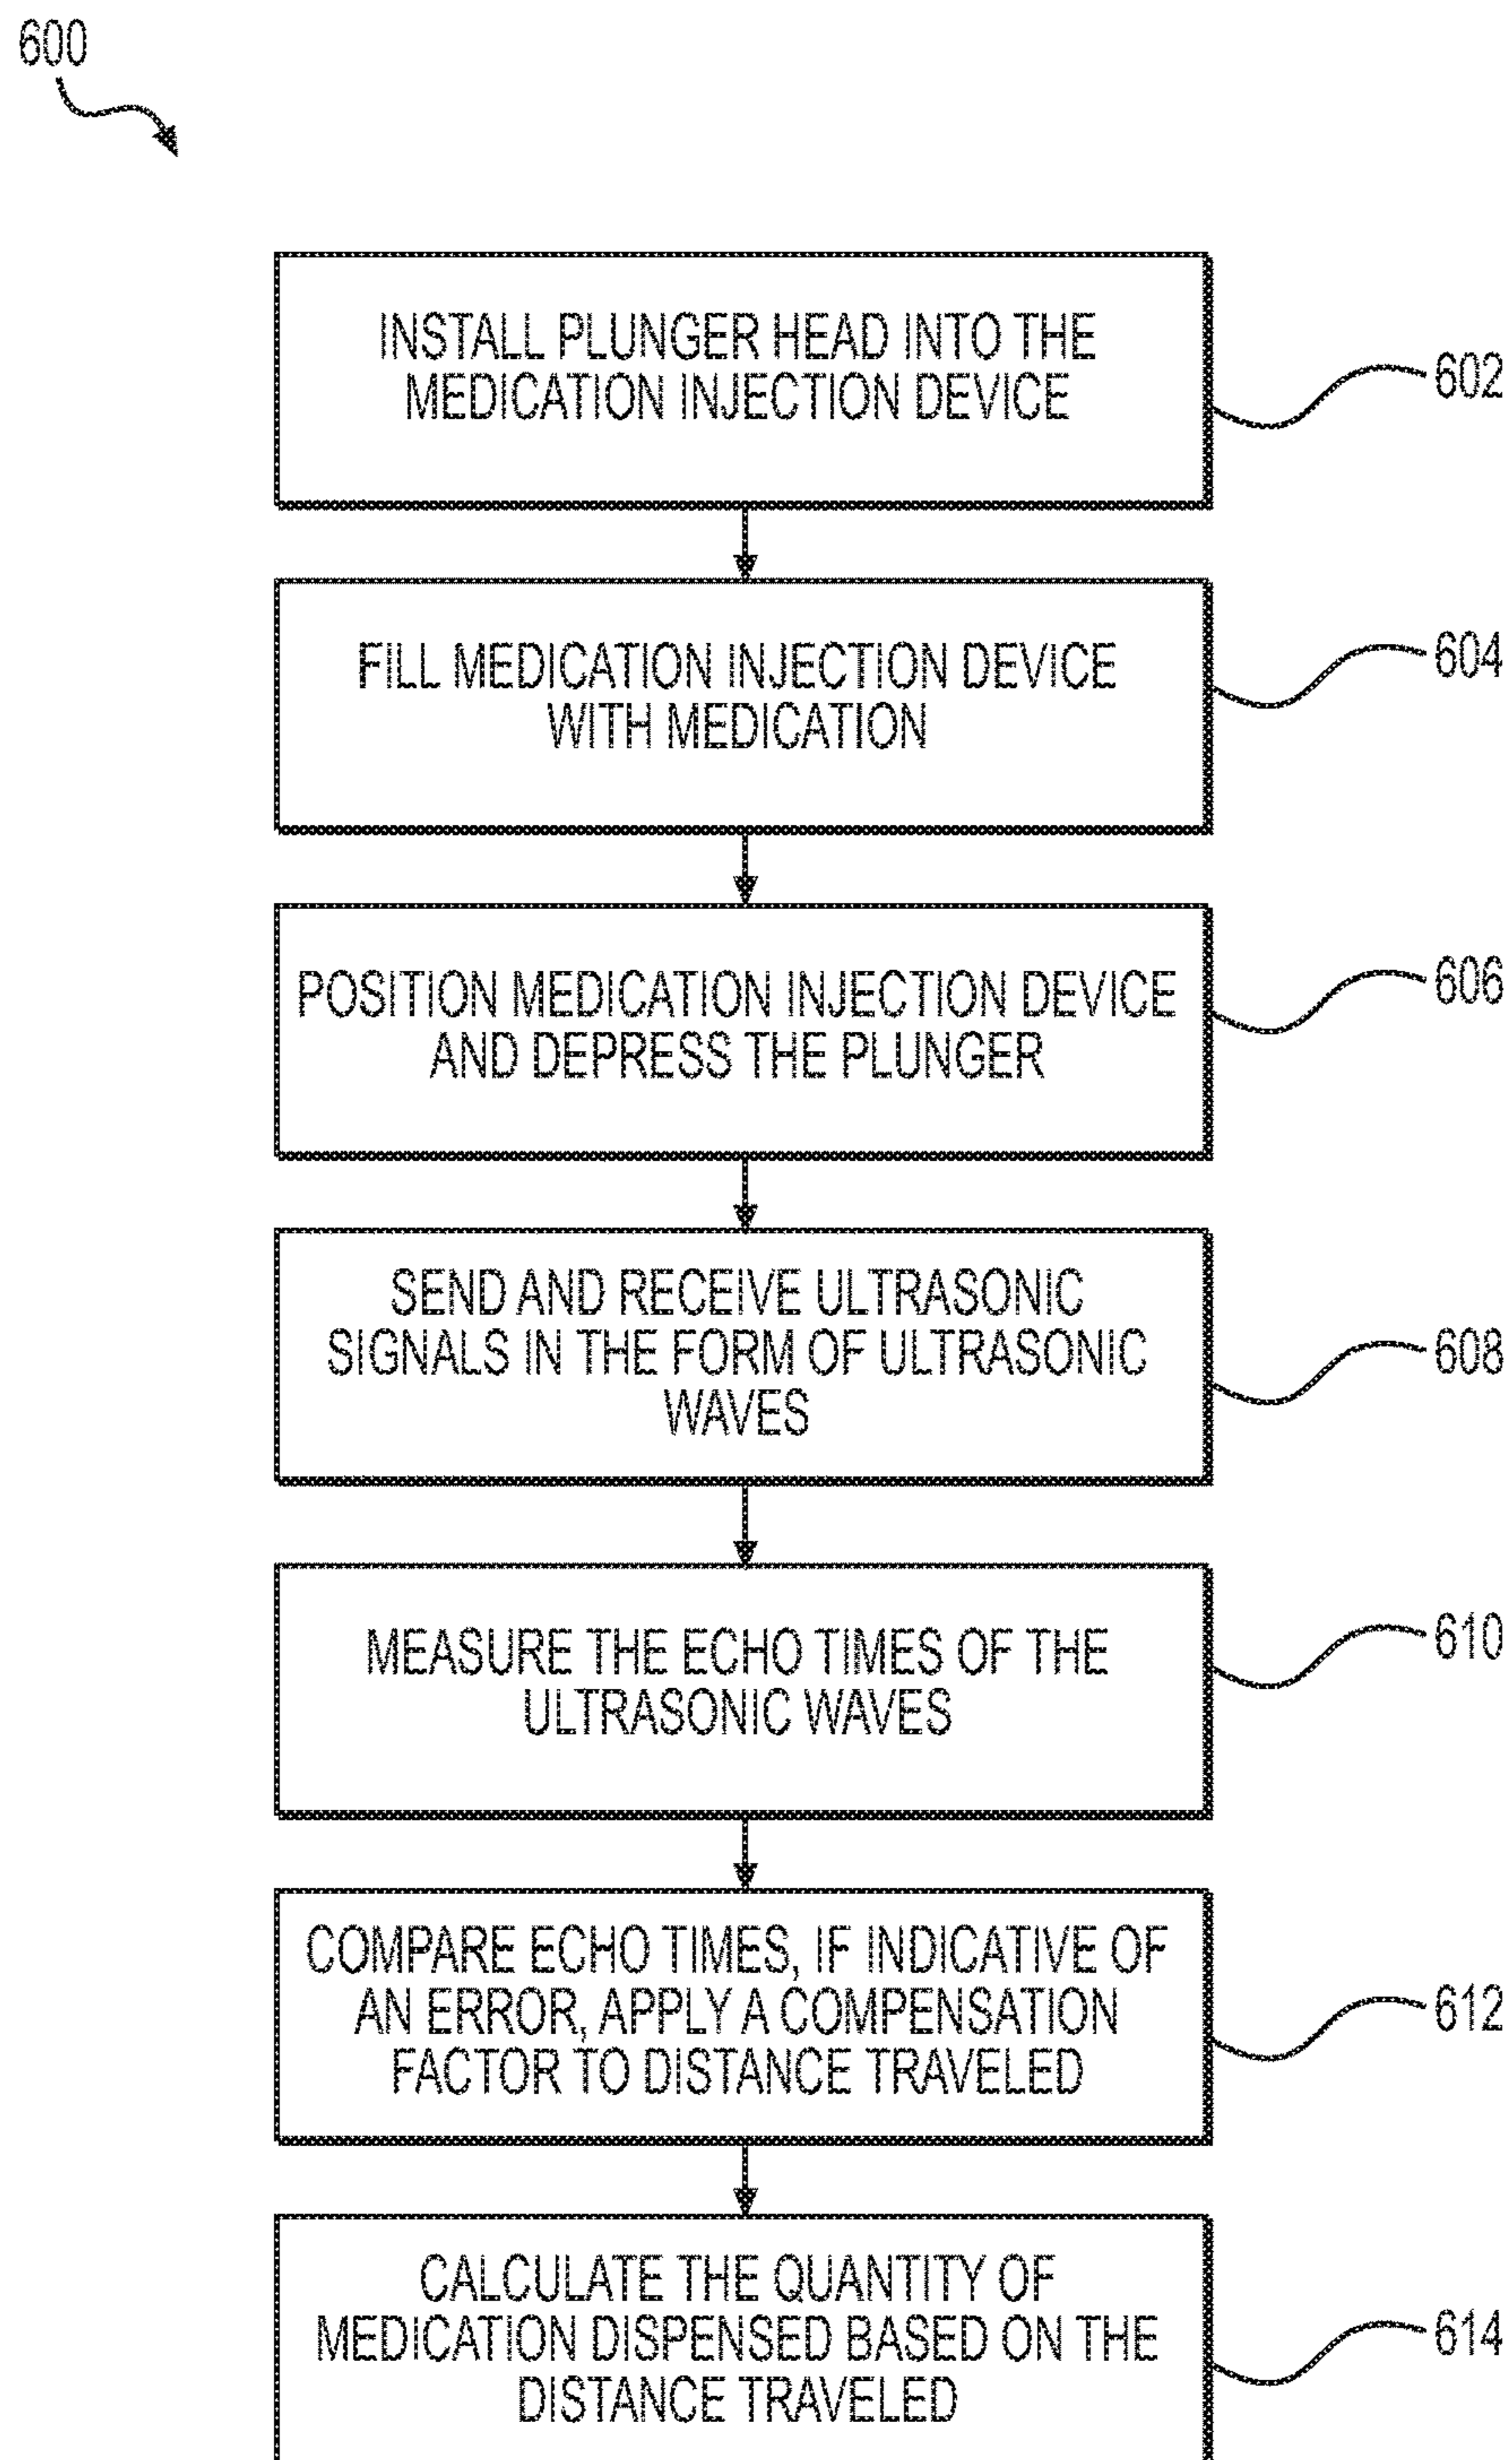 600
INSTALL PLUNGER HEAD INTO THE
MEDICATION INJECTION DEVICE
602
FILL MEDICATION INJECTION DEVICE
WITH MEDICATION
604
POSITION MEDICATION INJECTION DEVICE
AND DEPRESS THE PLUNGER
606
SEND AND RECEIVE ULTRASONIC
SIGNALS IN THE FORM OF ULTRASONIC
WAVES
608
MEASURE THE ECHO TIMES OF THE
ULTRASONIC WAVES
610
COMPARE ECHO TIMES, IF INDICATIVE OF
AN ERROR, APPLY A COMPENSATION
FACTOR TO DISTANCE TRAVELED
612
CALCULATE THE QUANTITY OF
MEDICATION DISPENSED BASED ON THE
DISTANCE TRAVELED
614